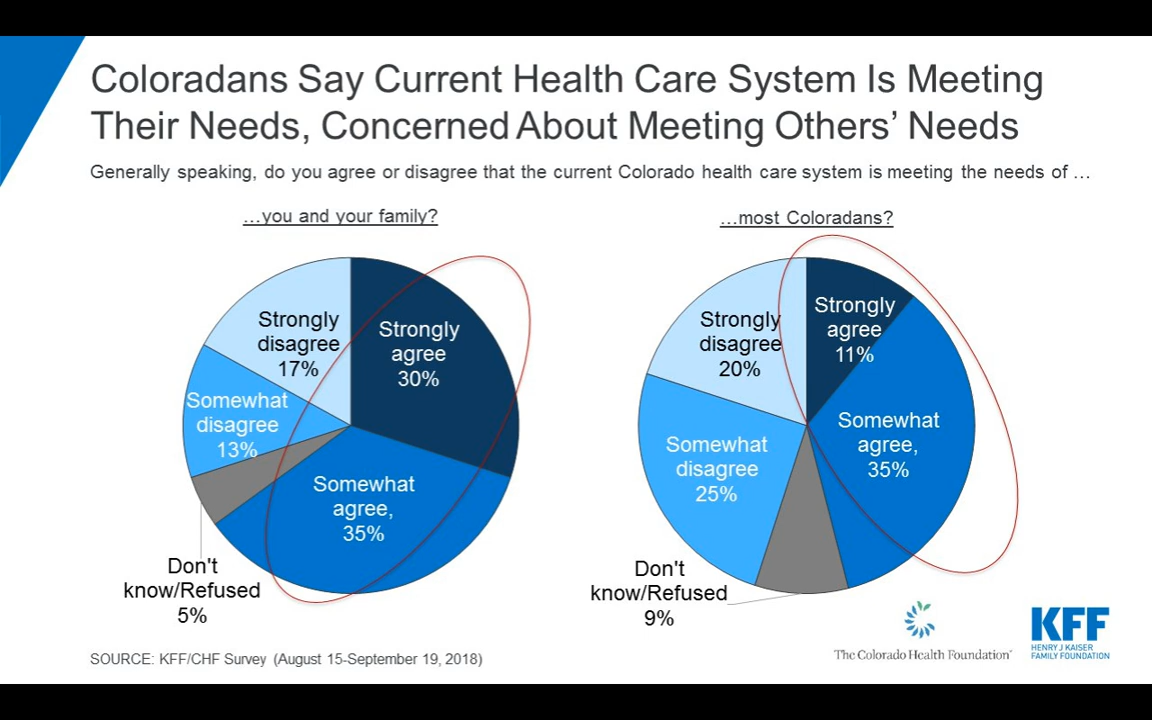 Coloradans Say Current Health Care System Is Meeting
Their Needs, Concerned About Meeting Others’ Needs
Generally speaking, do you agree or disagree that the current Colorado health care system is meeting the needs of …
…you and your family?
Strongly
disagree
17%
Strongly
agree
30%
Somewhat
disagree
13%
Somewhat
agree,
35%
Don't
know/Refused
5%
…most Coloradans?
Strongly
disagree
20%
Strongly
agree
11%
Somewhat
disagree
25%
Somewhat
agree,
35%
Don't
know/Refused
9%
SOURCE: KFF/CHF Survey (August 15-September 19, 2018)
The Colorado Health Foundation
KFF
HENRY J KAISER
FAMILY FOUNDATION